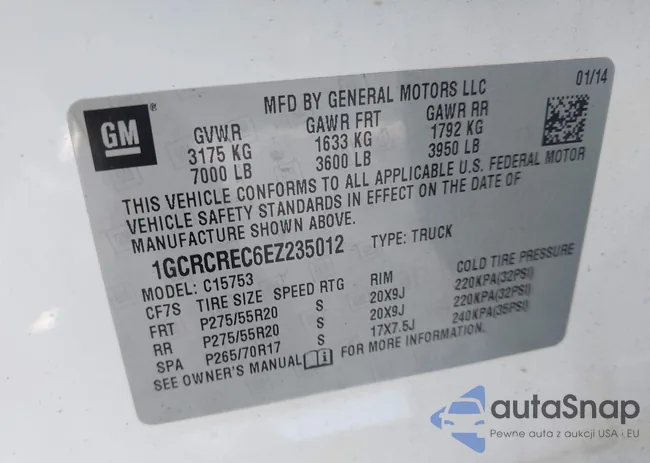 MFD BY GENERAL MOTORS LLC 01/14
GM ®
GVWR GAWR FRT GAWR RR
3175 KG 1633 KG 1792 KG
7000 LB 3600 LB 3950 LB
THIS VEHICLE CONFORMS TO ALL APPLICABLE U.S. FEDERAL MOTOR
VEHICLE SAFETY STANDARDS IN EFFECT ON THE DATE OF
MANUFACTURE SHOWN ABOVE.
1GCRCREC6EZ235012 TYPE: TRUCK
MODEL: C15753
CF7S TIRE SIZE SPEED RTG RIM COLD TIRE PRESSURE
FRT P275/55R20 S 20X9J 220KPA(32PSI)
RR P275/55R20 S 20X9J 220KPA(32PSI)
SPA P265/70R17 S 17X7.5J 240KPA(35PSI)
SEE OWNER'S MANUAL FOR MORE INFORMATION.
autaSnap
Pewne auta z aukcji USA i EU